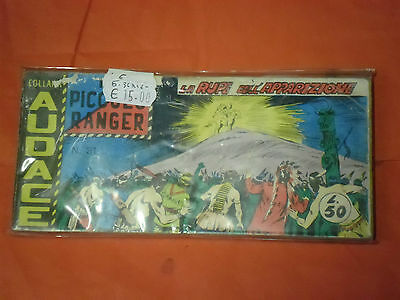 COLLANA
AUDACE
PICCOLO
RANGER
LA RUPE DELL'APPARIZIONE
€
€ 15-00
L.
50